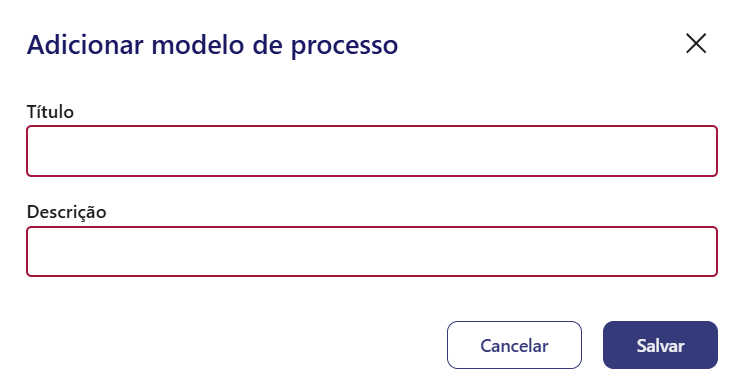 Adicionar modelo de processo
Título
Descrição
Cancelar
Salvar